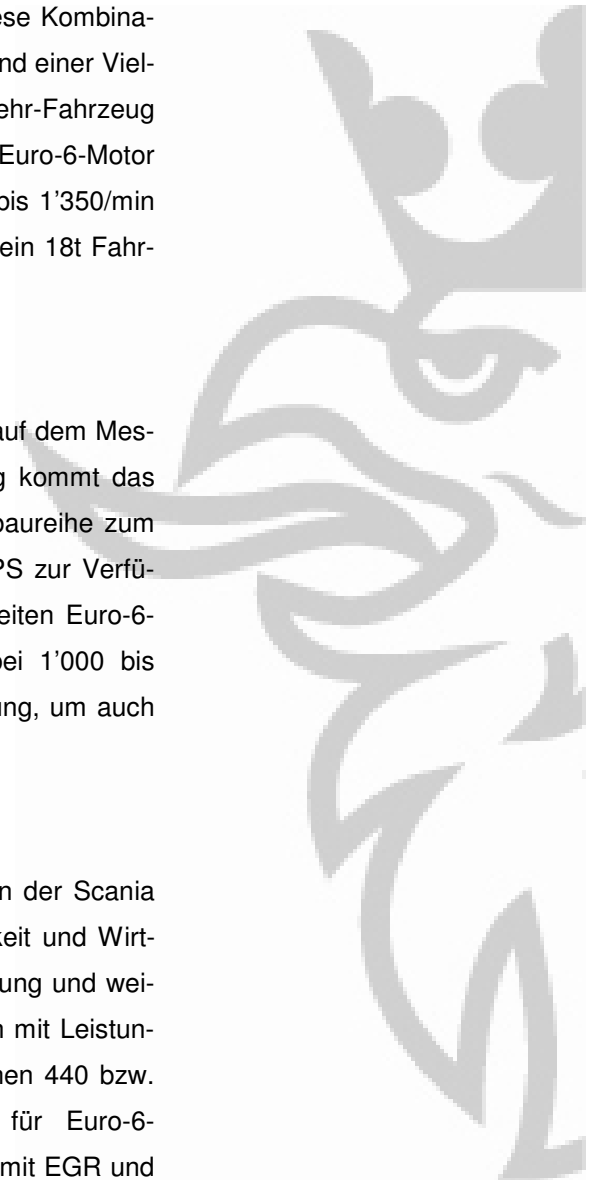 ese Kombina-
nd einer Viel-
ehr-Fahrzeug
Euro-6-Motor
bis 1’350/min
ein 18t Fahr-
auf dem Mes-
g kommt das
baureihe zum
PS zur Verfü-
eiten Euro-6-
bei 1’000 bis
ung, um auch
n der Scania
keit und Wirt-
ung und wei-
n mit Leistun-
nen 440 bzw.
für Euro-6-
mit EGR und